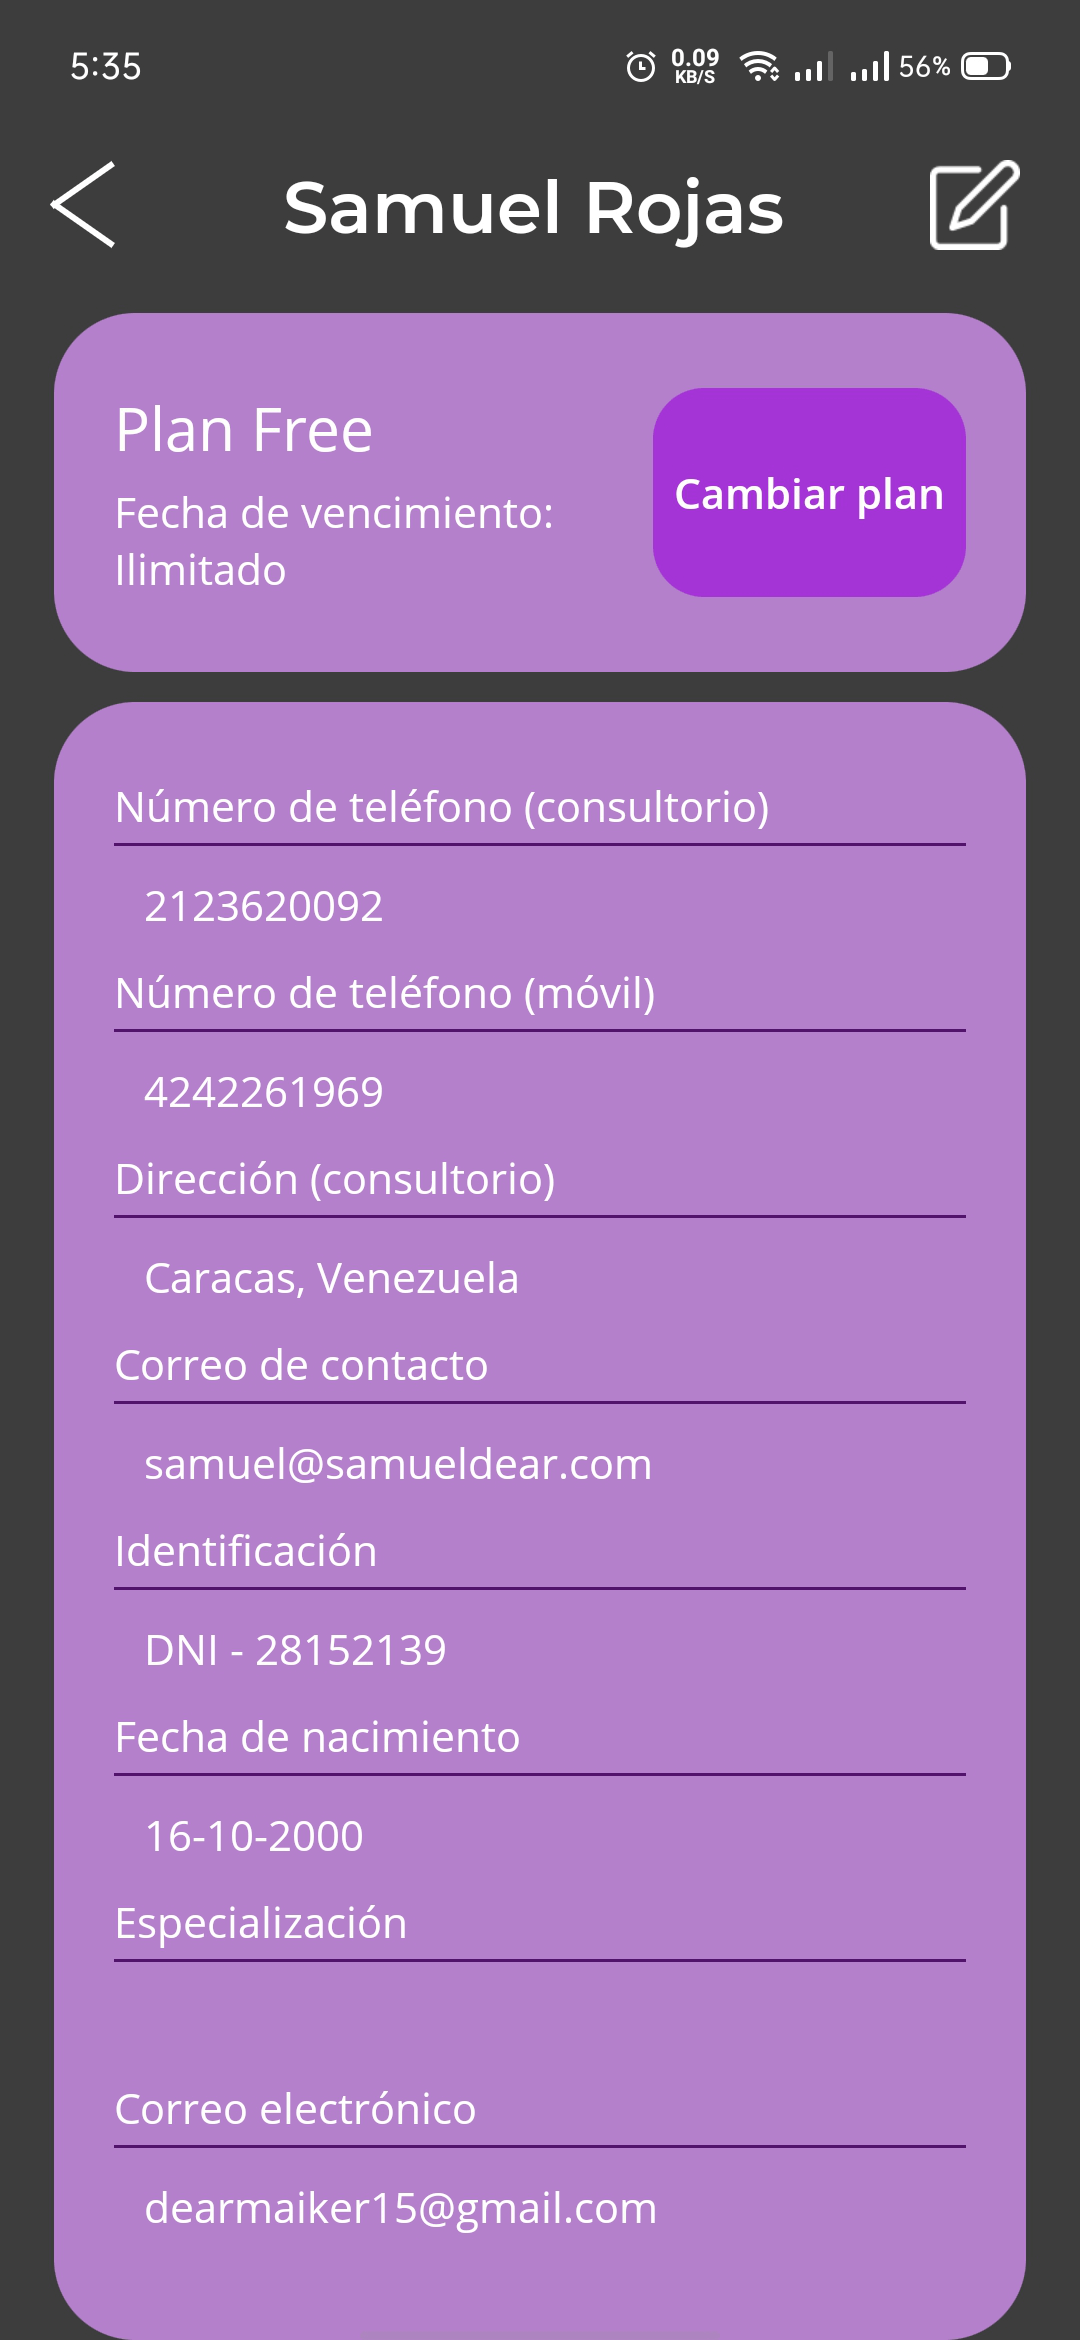 5:35
0.09
KB/S
56%
Samuel Rojas
Plan Free
Fecha de vencimiento:
Ilimitado
Cambiar plan
Número de teléfono (consultorio)
2123620092
Número de teléfono (móvil)
4242261969
Dirección (consultorio)
Caracas, Venezuela
Correo de contacto
samuel@samueldear.com
Identificación
DNI - 28152139
Fecha de nacimiento
16-10-2000
Especialización
Correo electrónico
dearmaiker15@gmail.com